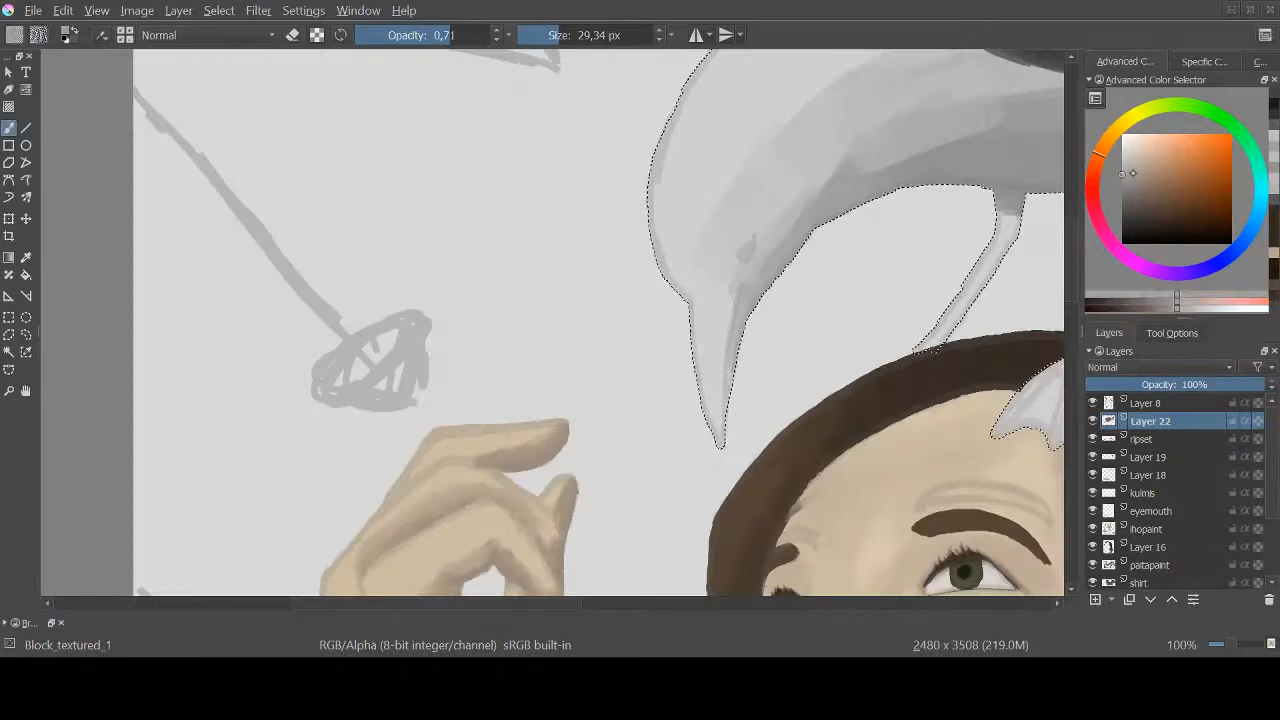 File Edit View Image Layer Select Filter Settings Window Help
Normal Opacity: 0,71 Size: 29,34 px
Advanced C... Specific C... C...
Advanced Color Selector
Layers Tool Options
Layers
Normal
Opacity: 100%
Layer 8
Layer 22
ripset
Layer 19
Layer 18
kulmis
eyemouth
ihopaint
Layer 16
patapaint
shirt
Br...
Block_textured_1 RGB/Alpha (8-bit integer/channel) sRGB built-in 2480 x 3508 (219.0M) 100%